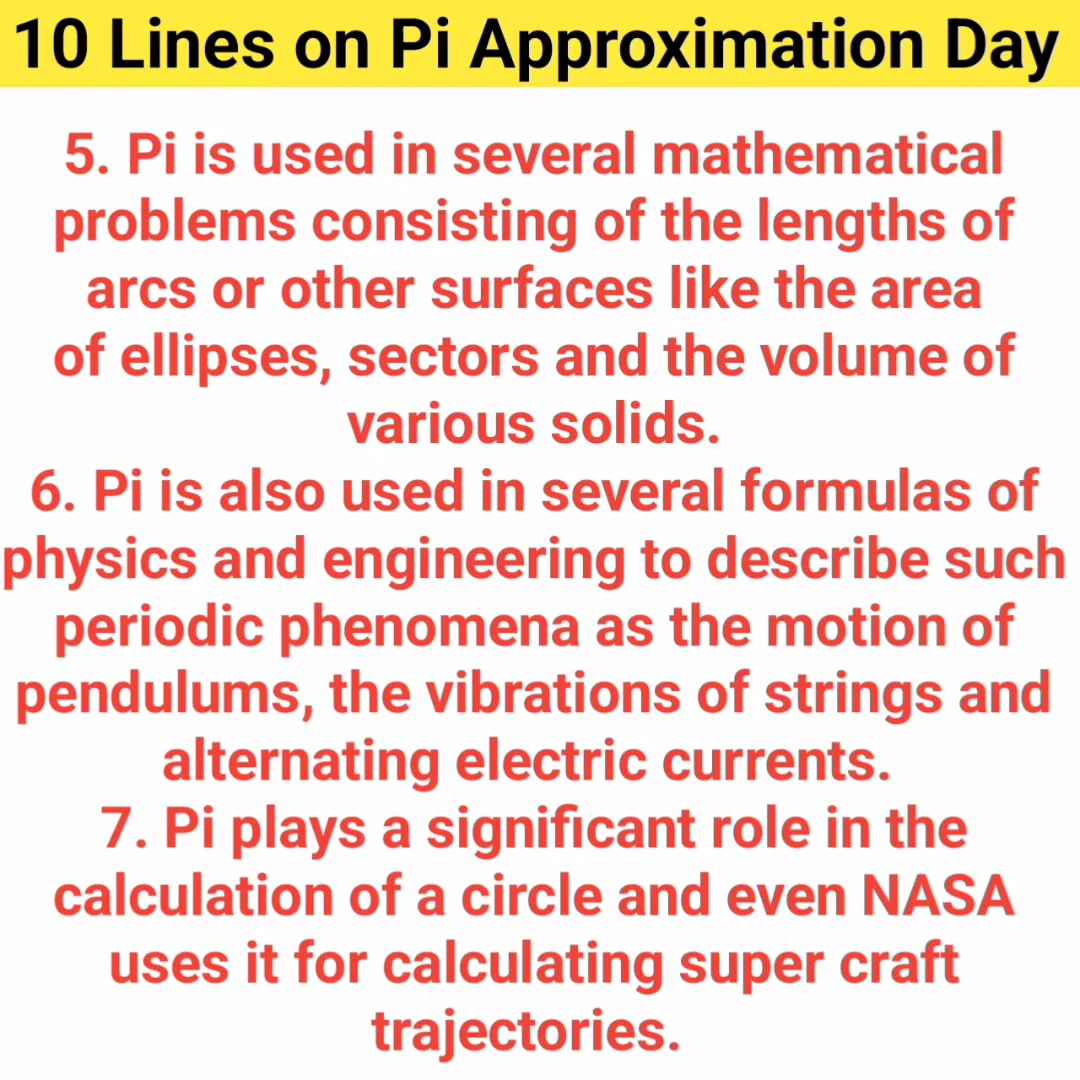 10 Lines on Pi Approximation Day
5. Pi is used in several mathematical
problems consisting of the lengths of
arcs or other surfaces like the area
of ellipses, sectors and the volume of
various solids.
6. Pi is also used in several formulas of
physics and engineering to describe such
periodic phenomena as the motion of
pendulums, the vibrations of strings and
alternating electric currents.
7. Pi plays a significant role in the
calculation of a circle and even NASA
uses it for calculating super craft
trajectories.